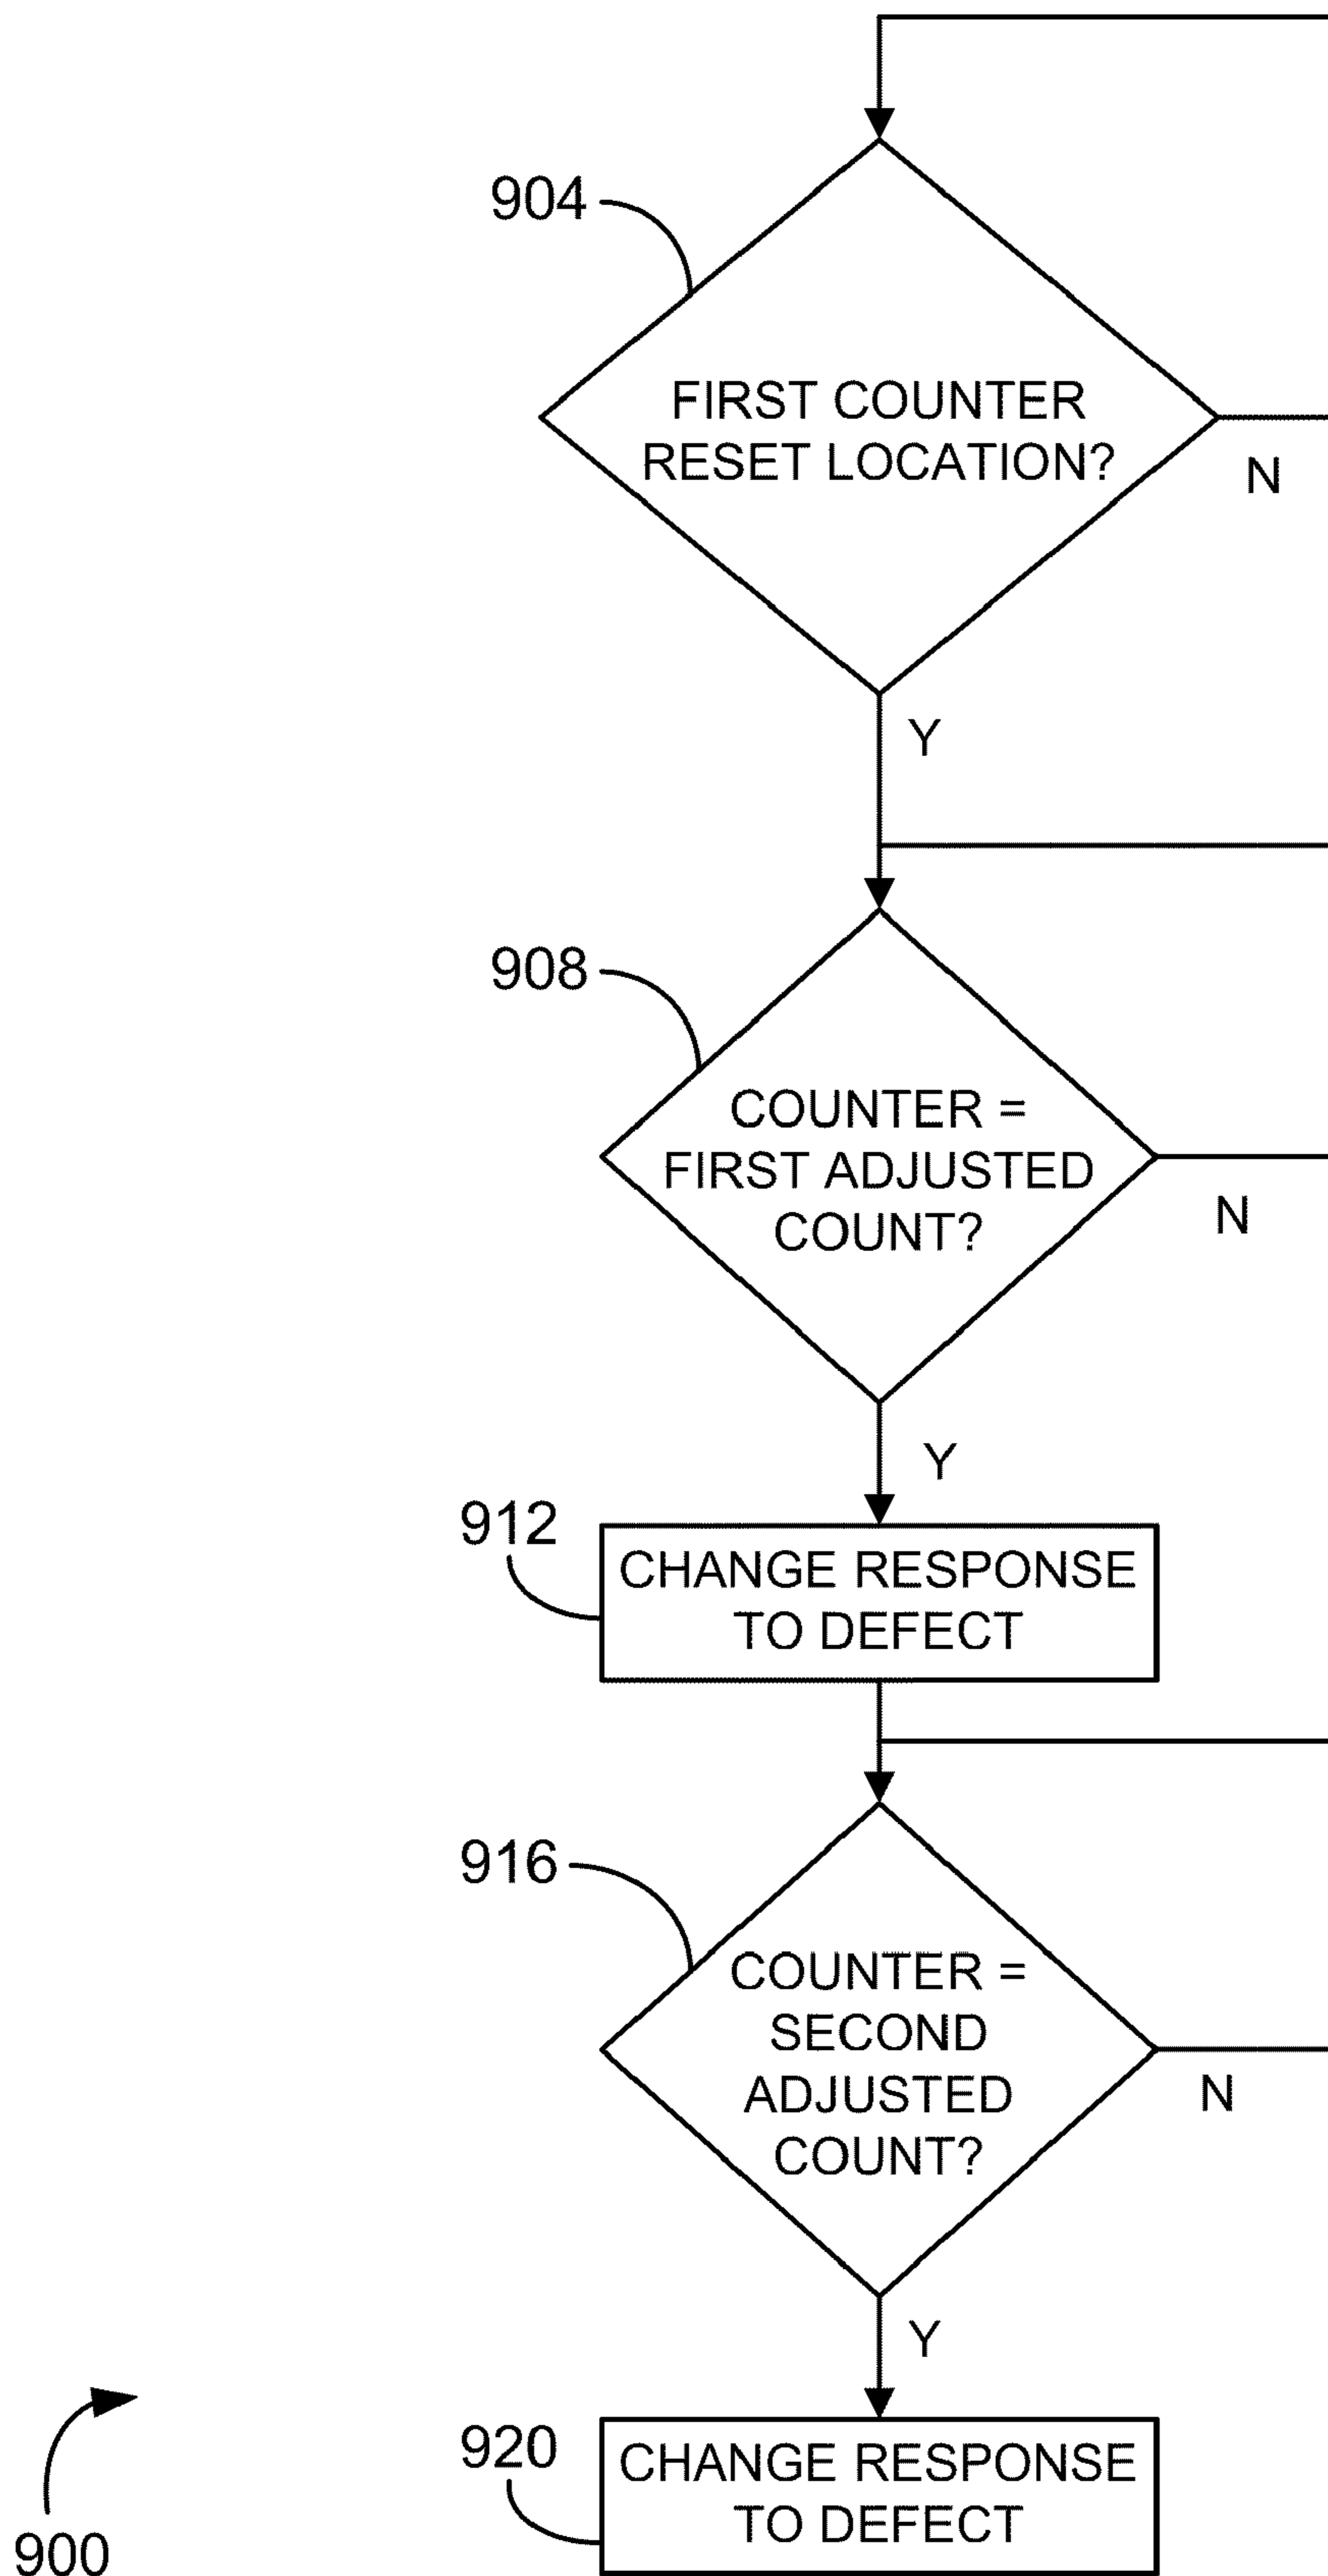 904
FIRST COUNTER
RESET LOCATION?
N
Y
908
COUNTER =
FIRST ADJUSTED
COUNT?
N
Y
912
CHANGE RESPONSE
TO DEFECT
916
COUNTER =
SECOND
ADJUSTED
COUNT?
N
Y
920
CHANGE RESPONSE
TO DEFECT
900